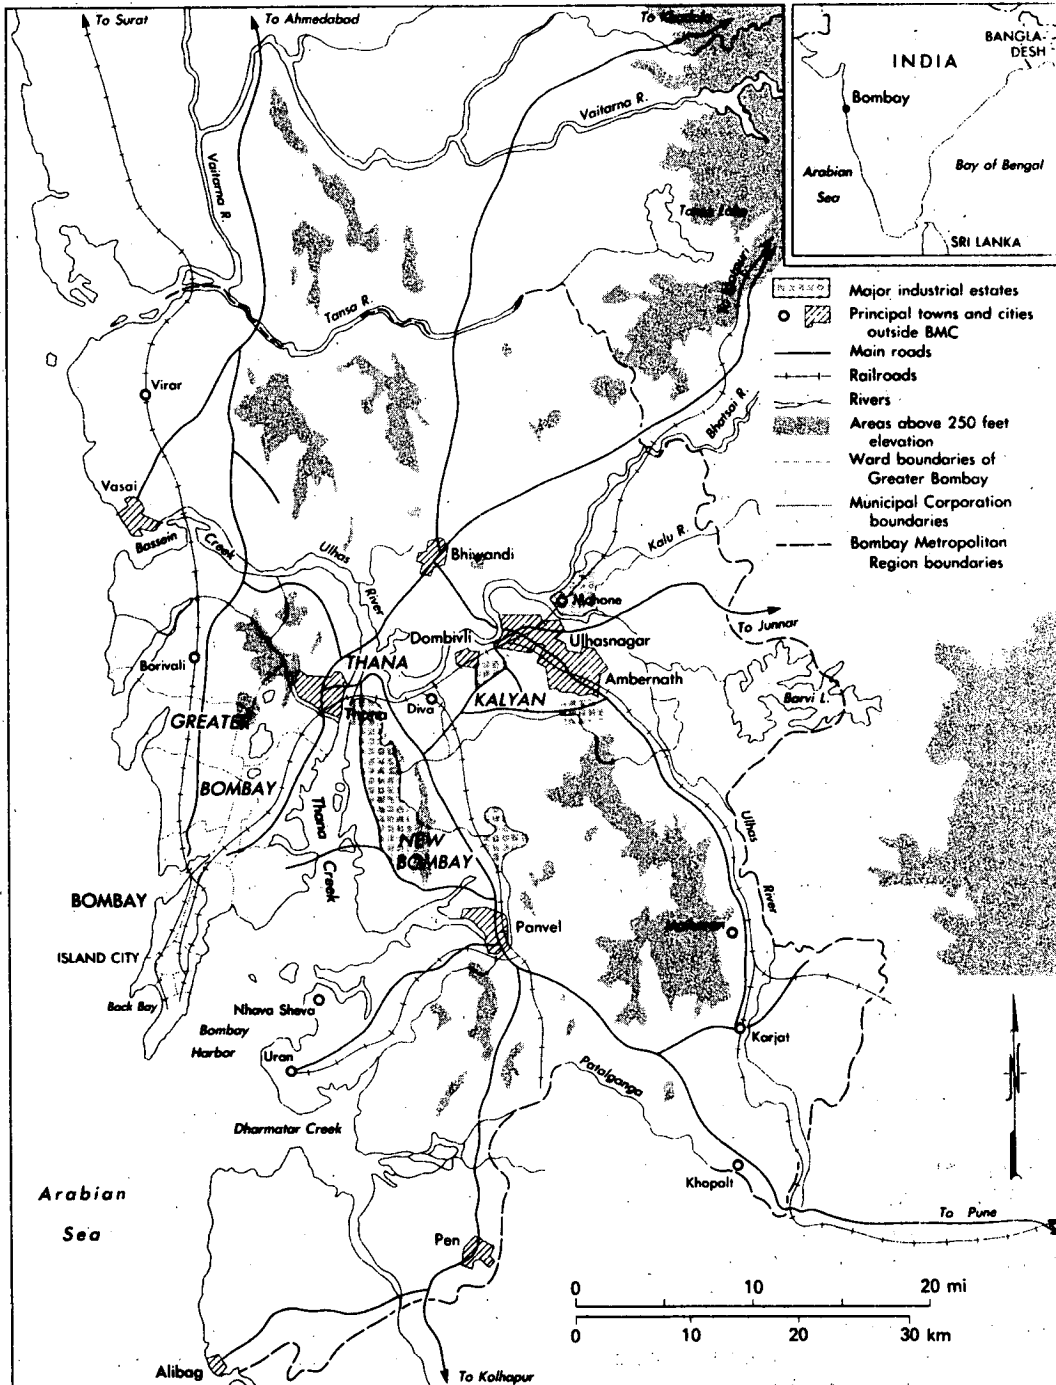 To Surat
To Ahmedabad
Vaitarna R.
Vaitarna R.
Tansa R.
Virar
Vasai
Bassein Creek
Ulhas River
Bhiwandi
Bhatsai R.
Kalu R.
Mohone
To Junnar
Dombivli
Ulhasnagar
THANA
Borivali
Ambernath
Thana
Diva
KALYAN
Barvi L.
GREATER
BOMBAY
Thana Creek
NEW
BOMBAY
Ulhas River
BOMBAY
Panvel
ISLAND CITY
Back Bay
Nhava Sheva
Bombay
Harbor
Uran
Karjat
Patalganga
Dharmatar Creek
Khopoli
Arabian
Sea
To Pune
Pen
Alibag
To Kolhapur
INDIA
BANGLA-
DESH
Bombay
Arabian
Sea
Bay of Bengal
SRI LANKA
Major industrial estates
Principal towns and cities
outside BMC
Main roads
Railroads
Rivers
Areas above 250 feet
elevation
Ward boundaries of
Greater Bombay
Municipal Corporation
boundaries
Bombay Metropolitan
Region boundaries
N
0 10 20 mi
0 10 20 30 km